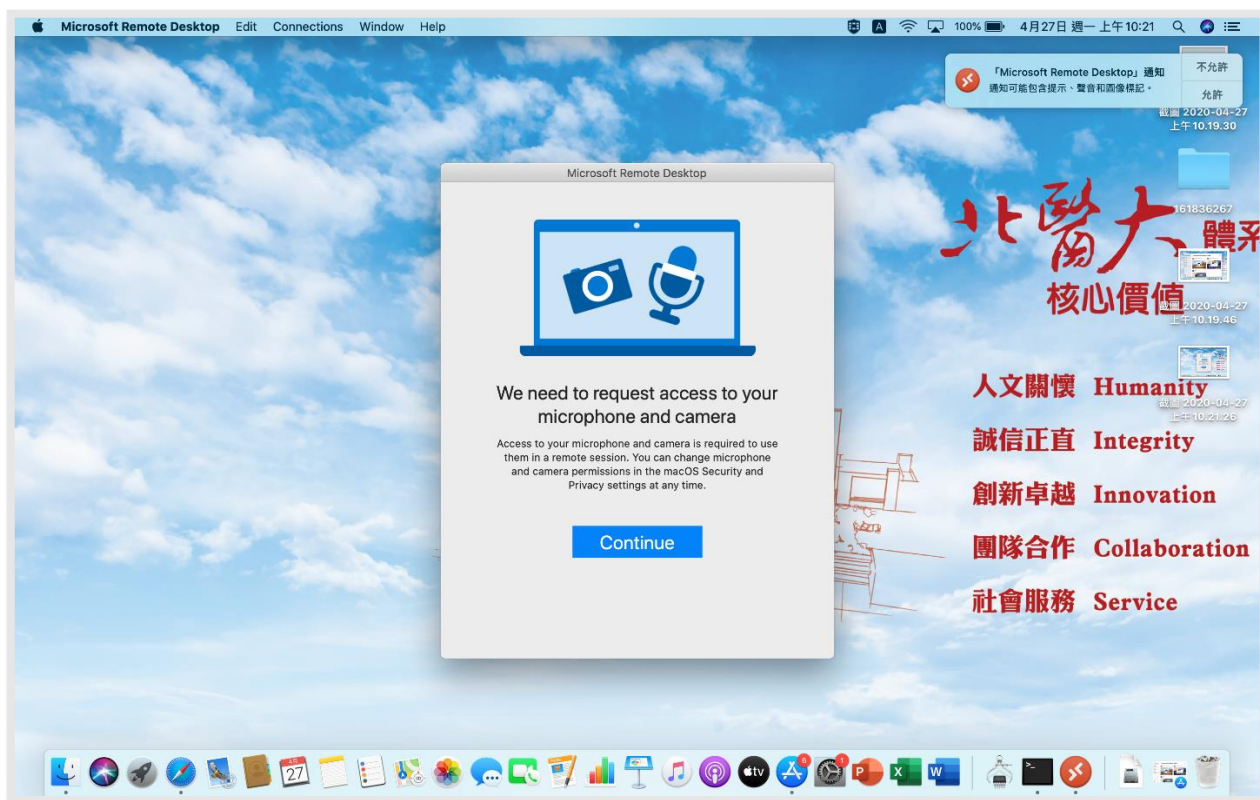 Microsoft Remote Desktop Edit Connections Window Help
A 100% 4月27日 週一 上午10:21
「Microsoft Remote Desktop」通知
通知可能包含提示、聲音和圖像標記。
不允許
允許
截圖 2020-04-27
上午10.19.30
161836267
截圖 2020-04-27
上午10.19.46
截圖 2020-04-27
上午10.21.26
北醫大體系
核心價值
人文關懷 Humanity
誠信正直 Integrity
創新卓越 Innovation
團隊合作 Collaboration
社會服務 Service
Microsoft Remote Desktop
We need to request access to your
microphone and camera
Access to your microphone and camera is required to use
them in a remote session. You can change microphone
and camera permissions in the macOS Security and
Privacy settings at any time.
Continue
4月
27
tv
6
1
P
X
W